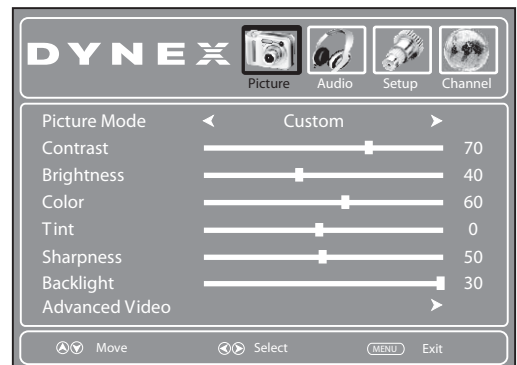 DYNEX
Picture Audio Setup Channel
Picture Mode Custom
Contrast 70
Brightness 40
Color 60
Tint 0
Sharpness 50
Backlight 30
Advanced Video
Move Select MENU Exit